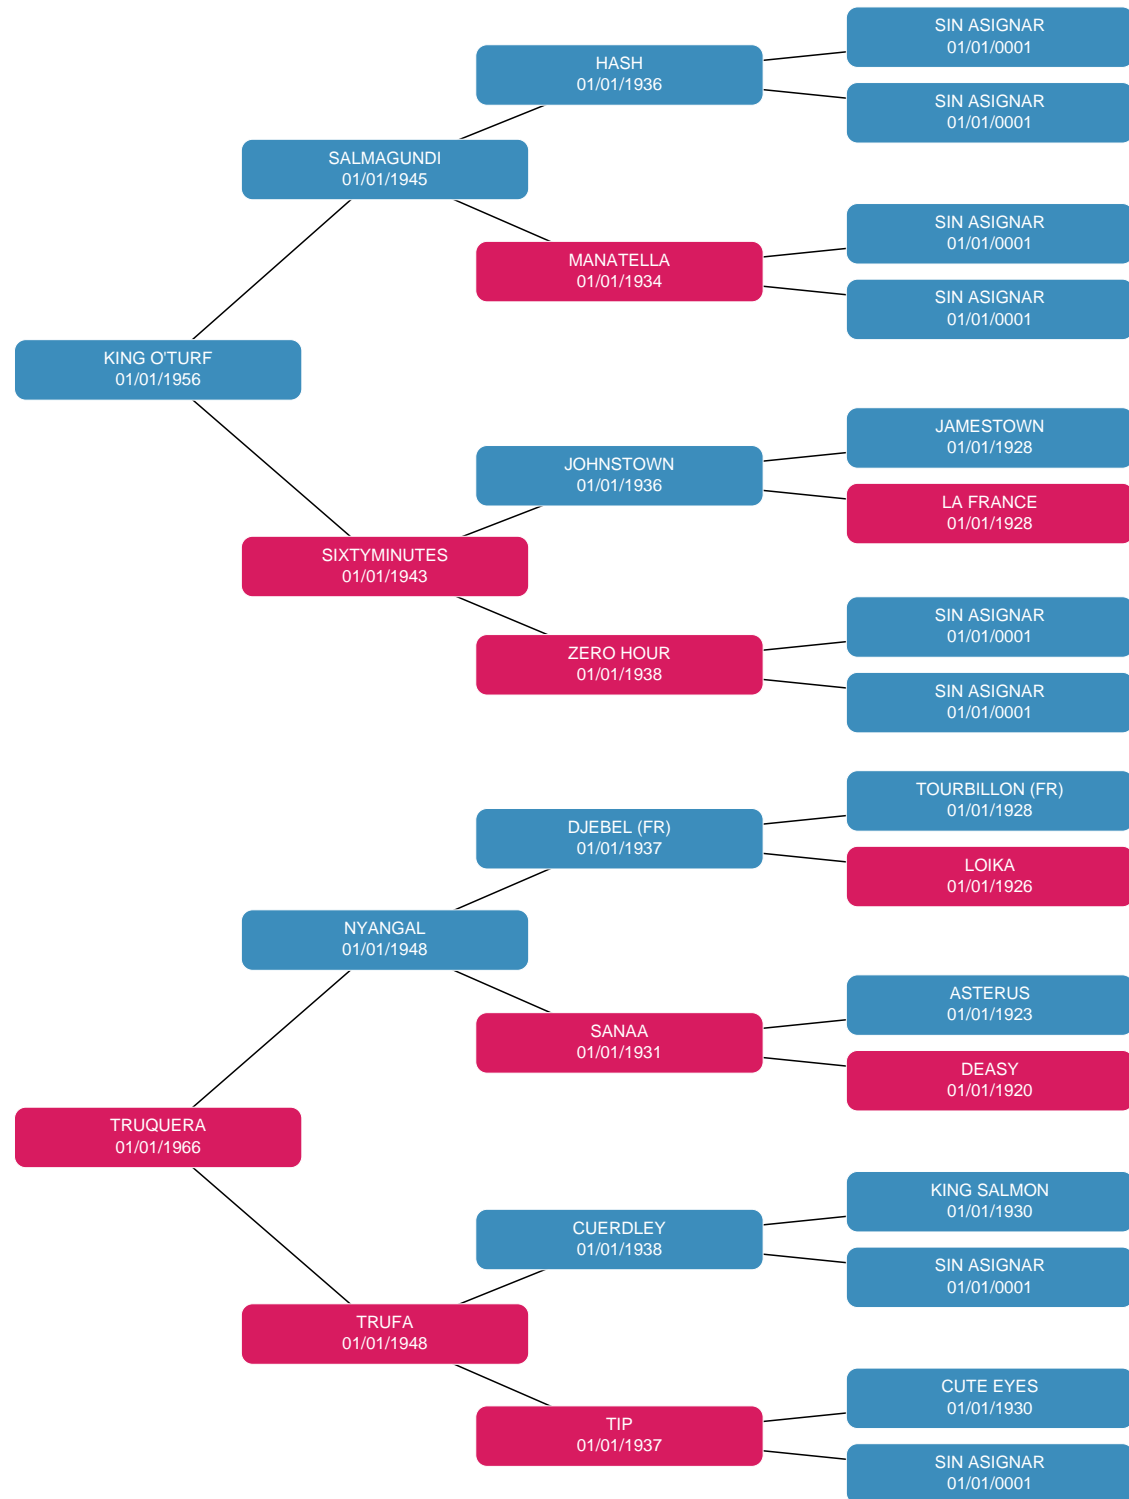 SIN ASIGNAR
01/01/0001
HASH
01/01/1936
SIN ASIGNAR
01/01/0001
SALMAGUNDI
01/01/1945
SIN ASIGNAR
01/01/0001
MANATELLA
01/01/1934
SIN ASIGNAR
01/01/0001
KING O'TURF
01/01/1956
JAMESTOWN
01/01/1928
JOHNSTOWN
01/01/1936
LA FRANCE
01/01/1928
SIXTYMINUTES
01/01/1943
SIN ASIGNAR
01/01/0001
ZERO HOUR
01/01/1938
SIN ASIGNAR
01/01/0001
TOURBILLON (FR)
01/01/1928
DJEBEL (FR)
01/01/1937
LOIKA
01/01/1926
NYANGAL
01/01/1948
ASTERUS
01/01/1923
SANAA
01/01/1931
DEASY
01/01/1920
TRUQUERA
01/01/1966
KING SALMON
01/01/1930
CUERDLEY
01/01/1938
SIN ASIGNAR
01/01/0001
TRUFA
01/01/1948
CUTE EYES
01/01/1930
TIP
01/01/1937
SIN ASIGNAR
01/01/0001